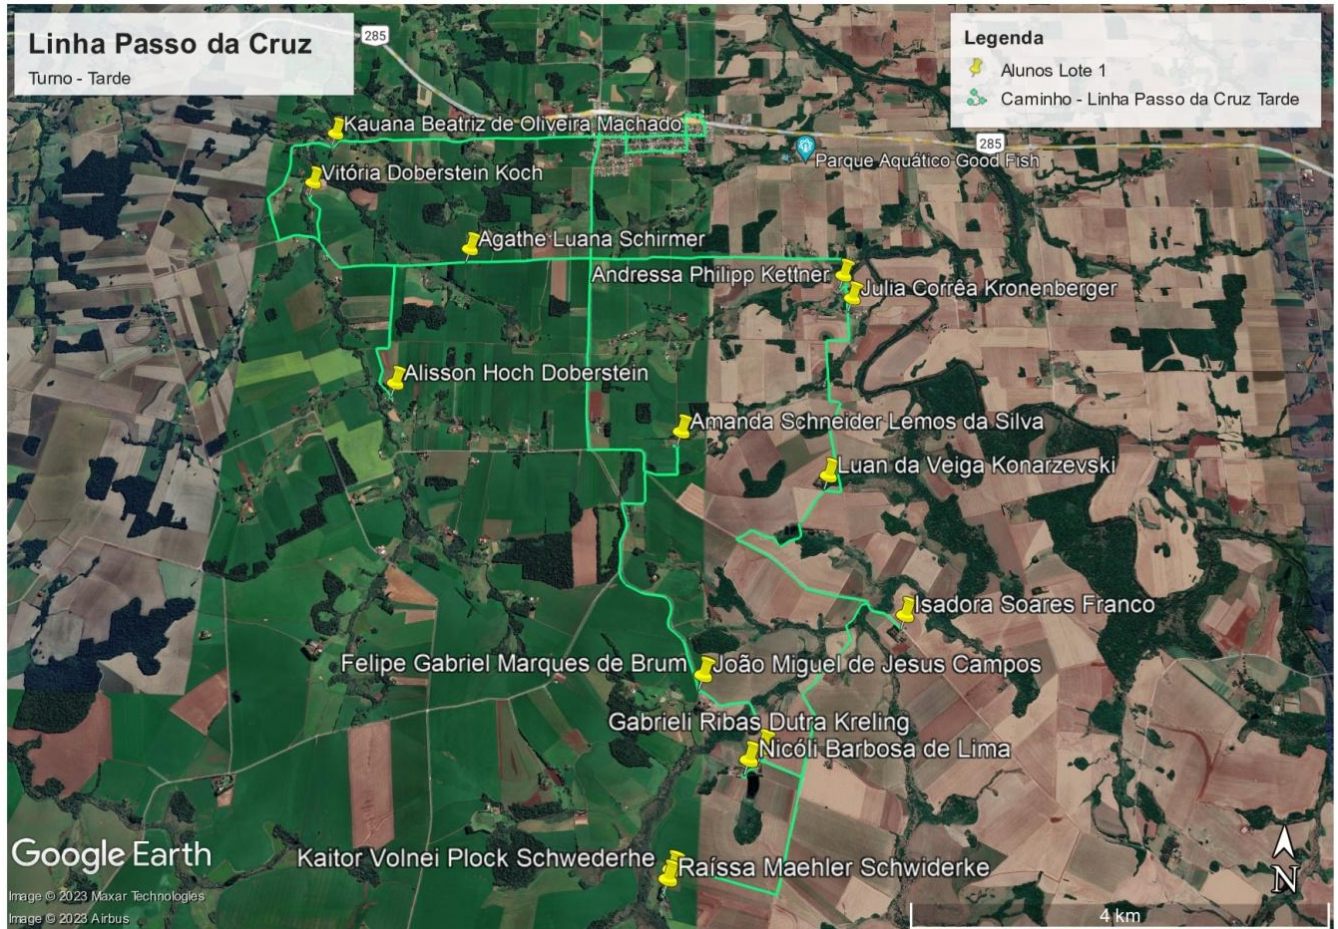 Linha Passo da Cruz
Turno - Tarde
285
Legenda
Alunos Lote 1
Caminho - Linha Passo da Cruz Tarde
Kauana Beatriz de Oliveira Machado
285
Parque Aquático Good Fish
Vitória Doberstein Koch
Agathe Luana Schirmer
Andressa Philipp Kettner
Julia Corrêa Kronenberger
Alisson Hoch Doberstein
Amanda Schneider Lemos da Silva
Luan da Veiga Konarzevski
Isadora Soares Franco
Felipe Gabriel Marques de Brum
João Miguel de Jesus Campos
Gabrieli Ribas Dutra Kreling
Nicóli Barbosa de Lima
Kaitor Volnei Plock Schwederhe
Raíssa Maehler Schwiderke
Google Earth
Image © 2023 Maxar Technologies
Image © 2023 Airbus
N
4 km